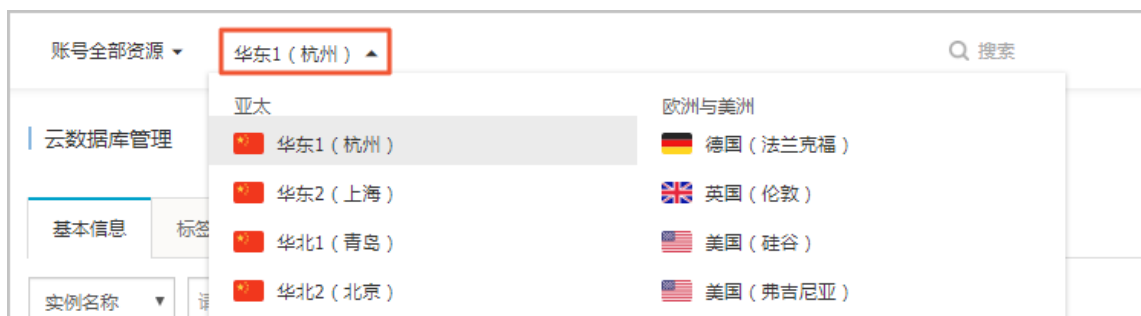 账号全部资源
华东1（杭州）
搜索
亚太
欧洲与美洲
云数据库管理
华东1（杭州）
德国（法兰克福）
华东2（上海）
英国（伦敦）
基本信息
标签
华北1（青岛）
美国（硅谷）
实例名称
华北2（北京）
美国（弗吉尼亚）